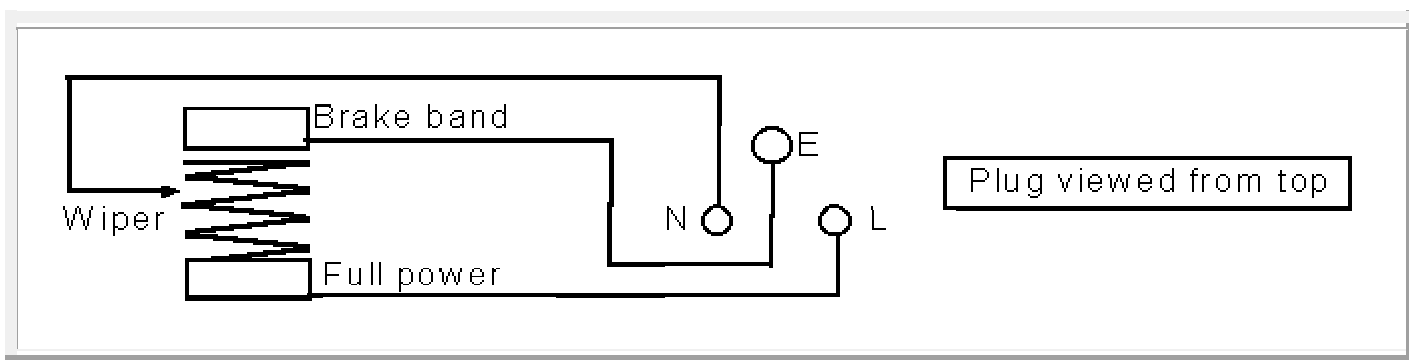 Brake band
E
Plug viewed from top
Wiper
N
L
Full power